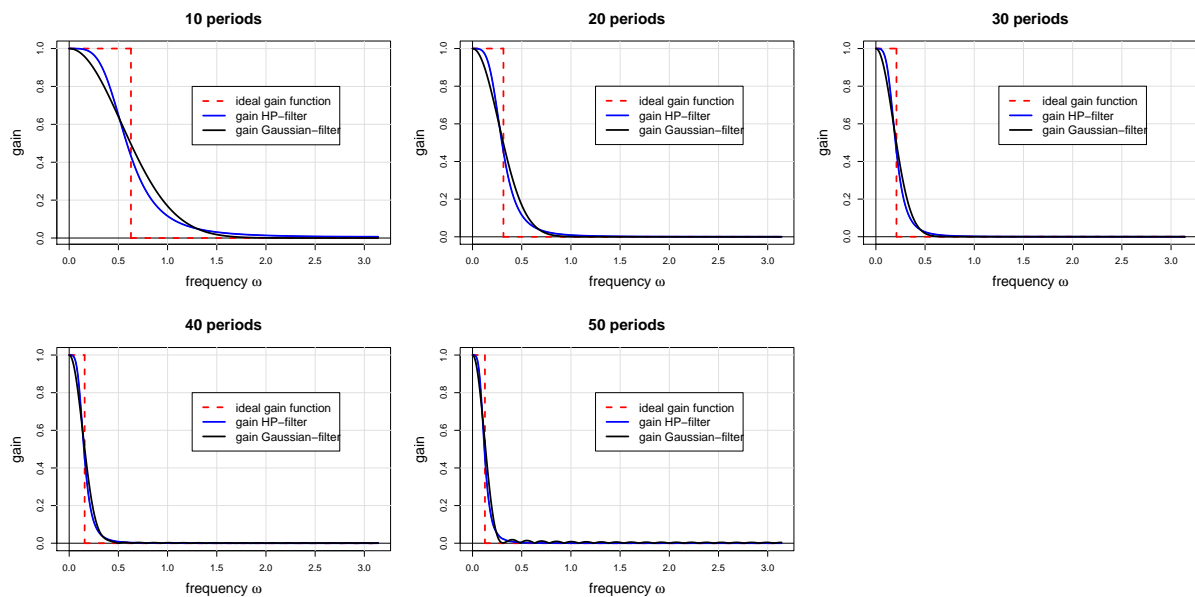 10 periods
1.0
0.8
0.6
0.4
0.2
0.0
gain
ideal gain function
gain HP−filter
gain Gaussian−filter
0.0 0.5 1.0 1.5 2.0 2.5 3.0
frequency ω
20 periods
1.0
0.8
0.6
0.4
0.2
0.0
gain
ideal gain function
gain HP−filter
gain Gaussian−filter
0.0 0.5 1.0 1.5 2.0 2.5 3.0
frequency ω
30 periods
1.0
0.8
0.6
0.4
0.2
0.0
gain
ideal gain function
gain HP−filter
gain Gaussian−filter
0.0 0.5 1.0 1.5 2.0 2.5 3.0
frequency ω
40 periods
1.0
0.8
0.6
0.4
0.2
0.0
gain
ideal gain function
gain HP−filter
gain Gaussian−filter
0.0 0.5 1.0 1.5 2.0 2.5 3.0
frequency ω
50 periods
1.0
0.8
0.6
0.4
0.2
0.0
gain
ideal gain function
gain HP−filter
gain Gaussian−filter
0.0 0.5 1.0 1.5 2.0 2.5 3.0
frequency ω